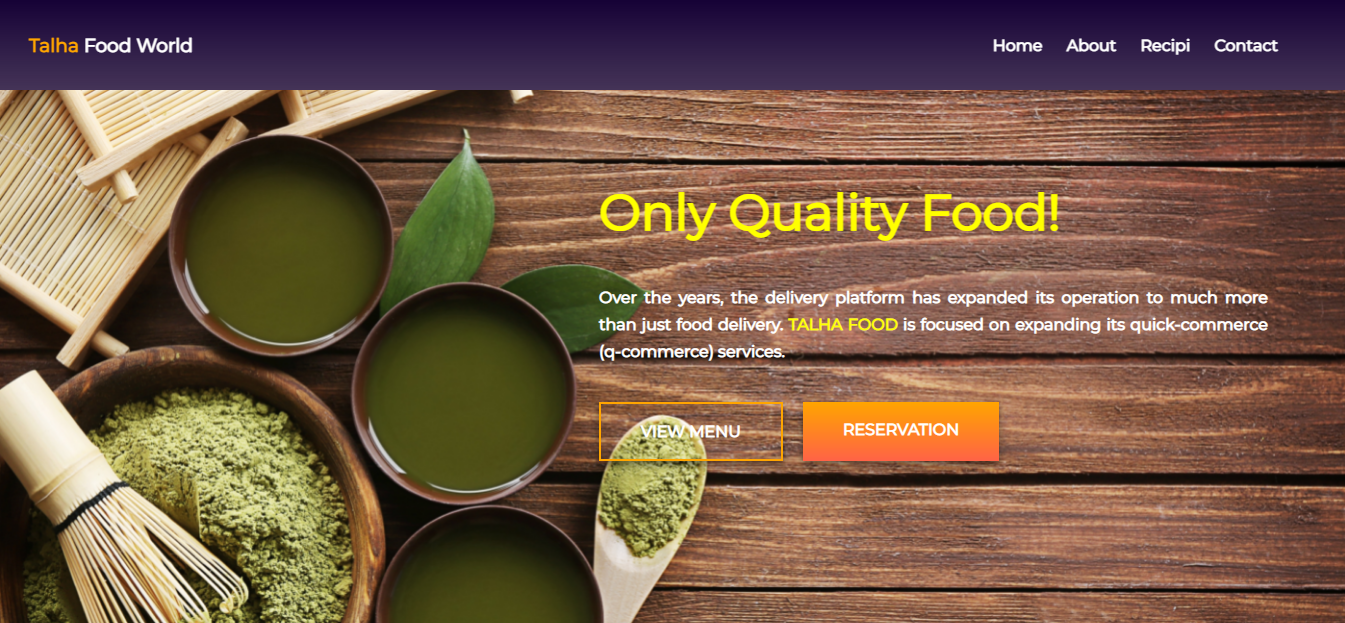 Talha Food World
Home About Recipi Contact
Only Quality Food!
Over the years, the delivery platform has expanded its operation to much more
than just food delivery. TALHA FOOD is focused on expanding its quick-commerce
(q-commerce) services.
VIEW MENU
RESERVATION